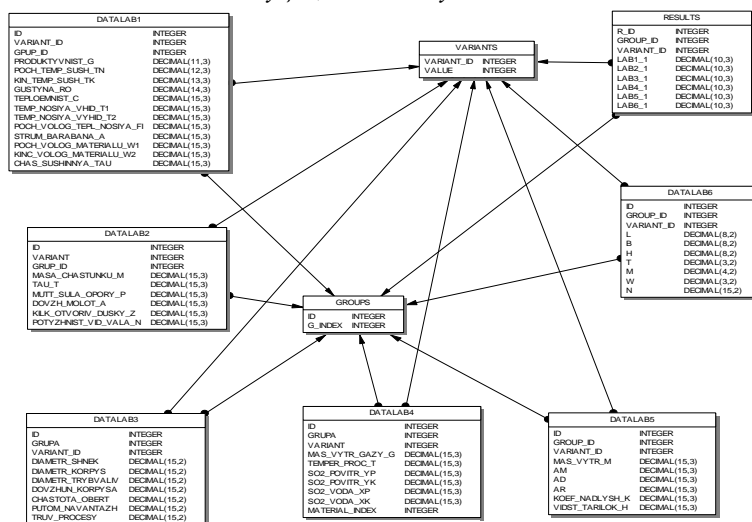 DATALAB1
ID INTEGER
VARIANT_ID INTEGER
GPUP_ID INTEGER
PRODUKTYVNIST_G DECIMAL(11,3)
POCH_TEMP_SUSH_TN DECIMAL(12,3)
KIN_TEMP_SUSH_TK DECIMAL(13,3)
GUSTYNA_RO DECIMAL(14,3)
TEPLOEMNIST_C DECIMAL(15,3)
TEMP_NOSIYA_VHID_T1 DECIMAL(15,3)
TEMP_NOSIYA_VYHID_T2 DECIMAL(15,3)
POCH_VOLOG_TEPL_NOSIYA_FI DECIMAL(15,3)
STRUM_BARABANA_A DECIMAL(15,3)
POCH_VOLOG_MATERIALU_W1 DECIMAL(15,3)
KINC_VOLOG_MATERIALU_W2 DECIMAL(15,3)
CHAS_SUSHINNYA_TAU DECIMAL(15,3)
VARIANTS
VARIANT_ID INTEGER
VALUE INTEGER
RESULTS
R_ID INTEGER
GROUP_ID INTEGER
VARIANT_ID INTEGER
LAB1_1 DECIMAL(10,3)
LAB2_1 DECIMAL(10,3)
LAB3_1 DECIMAL(10,3)
LAB4_1 DECIMAL(10,3)
LAB5_1 DECIMAL(10,3)
LAB6_1 DECIMAL(10,3)
DATALAB2
ID INTEGER
VARIANT INTEGER
GRUP_ID INTEGER
MASA_CHASTUNKU_M DECIMAL(15,3)
TAU_T DECIMAL(15,3)
MUTT_SULA_OPORY_P DECIMAL(15,3)
DOVZH_MOLOT_A DECIMAL(15,3)
KILK_OTVORIV_DUSKY_Z DECIMAL(15,3)
POTYZHNIST_VID_VALA_N DECIMAL(15,3)
DATALAB6
ID INTEGER
GROUP_ID INTEGER
VARIANT_ID INTEGER
L DECIMAL(8,2)
B DECIMAL(8,2)
H DECIMAL(8,2)
T DECIMAL(3,2)
M DECIMAL(4,2)
W DECIMAL(3,2)
N DECIMAL(15,2)
GROUPS
ID INTEGER
G_INDEX INTEGER
DATALAB3
ID INTEGER
GRUPA INTEGER
VARIANT_ID INTEGER
DIAMETR_SHNEK DECIMAL(15,2)
DIAMETR_KORPYS DECIMAL(15,2)
DIAMETR_TRYBVALIV DECIMAL(15,2)
DOVZHUN_KORPYSA DECIMAL(15,2)
CHASTOTA_OBERT DECIMAL(15,2)
PUTOM_NAVANTAZH DECIMAL(15,2)
TRUV_PROCESY DECIMAL(15,2)
DATALAB4
ID INTEGER
GRUPA INTEGER
VARIANT INTEGER
MAS_VYTR_GAZY_G DECIMAL(15,3)
TEMPER_PROC_T DECIMAL(15,3)
SO2_POVITR_YP DECIMAL(15,3)
SO2_POVITR_YK DECIMAL(15,3)
SO2_VODA_XP DECIMAL(15,3)
SO2_VODA_XK DECIMAL(15,3)
MATERIAL_INDEX INTEGER
DATALAB5
ID INTEGER
GROUP_ID INTEGER
VARIANT_ID INTEGER
MAS_VYTR_M DECIMAL(15,3)
AM DECIMAL(15,3)
AD DECIMAL(15,3)
AR DECIMAL(15,3)
KOEF_NADLYSH_K DECIMAL(15,3)
VIDST_TARILOK_H DECIMAL(15,3)